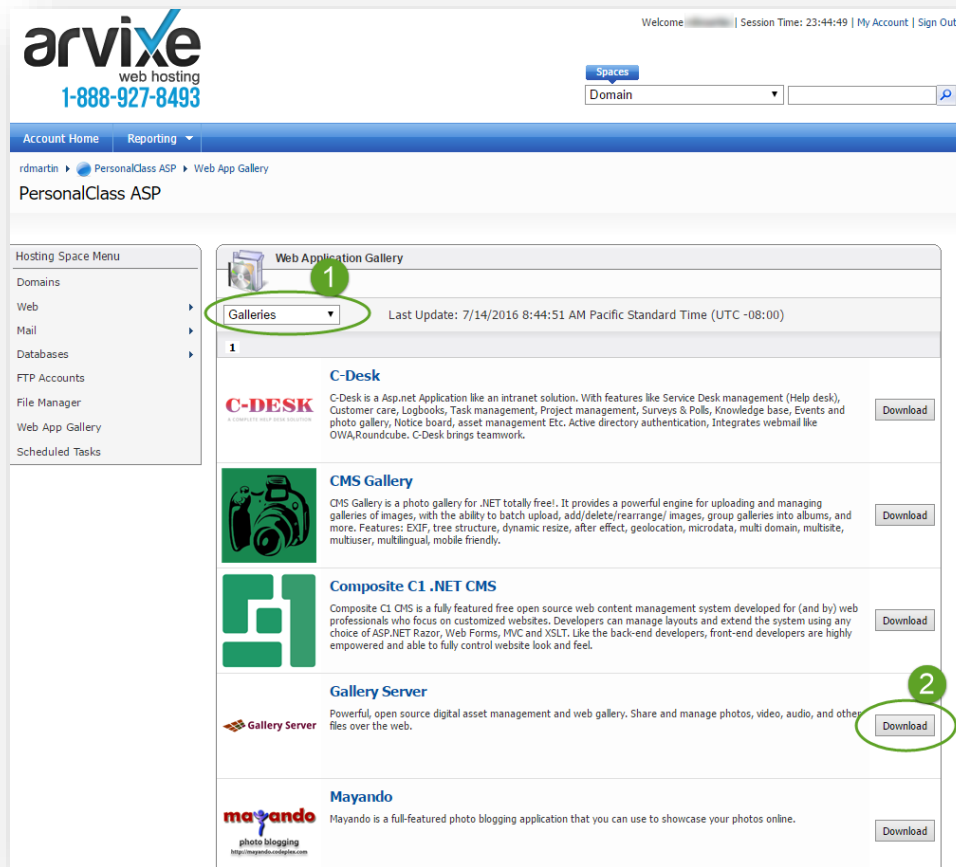 arvixe
web hosting
1-888-927-8493
Welcome | Session Time: 23:44:49 | My Account | Sign Out
Spaces
Domain
Account Home Reporting
rdmartin PersonalClass ASP Web App Gallery
PersonalClass ASP
Hosting Space Menu
Domains
Web
Mail
Databases
FTP Accounts
File Manager
Web App Gallery
Scheduled Tasks
Web Application Gallery
1
Galleries
Last Update: 7/14/2016 8:44:51 AM Pacific Standard Time (UTC -08:00)
1
C-DESK
A COMPLETE HELP DESK SOLUTION
C-Desk
C-Desk is a Asp.net Application like an intranet solution. With features like Service Desk management (Help desk),
Customer care, Logbooks, Task management, Project management, Surveys & Polls, Knowledge base, Events and
photo gallery, Notice board, asset management Etc. Active directory authentication, Integrates webmail like
OWA,Roundcube. C-Desk brings teamwork.
Download
CMS Gallery
CMS Gallery is a photo gallery for .NET totally free!. It provides a powerful engine for uploading and managing
galleries of images, with the ability to batch upload, add/delete/rearrange/ images, group galleries into albums, and
more. Features: EXIF, tree structure, dynamic resize, after effect, geolocation, microdata, multi domain, multisite,
multiuser, multilingual, mobile friendly.
Download
Composite C1 .NET CMS
Composite C1 CMS is a fully featured free open source web content management system developed for (and by) web
professionals who focus on customized websites. Developers can manage layouts and extend the system using any
choice of ASP.NET Razor, Web Forms, MVC and XSLT. Like the back-end developers, front-end developers are highly
empowered and able to fully control website look and feel.
Download
Gallery Server
Gallery Server
Powerful, open source digital asset management and web gallery. Share and manage photos, video, audio, and other
files over the web.
2
Download
mayando
photo blogging
http://mayando.codeplex.com
Mayando
Mayando is a full-featured photo blogging application that you can use to showcase your photos online.
Download